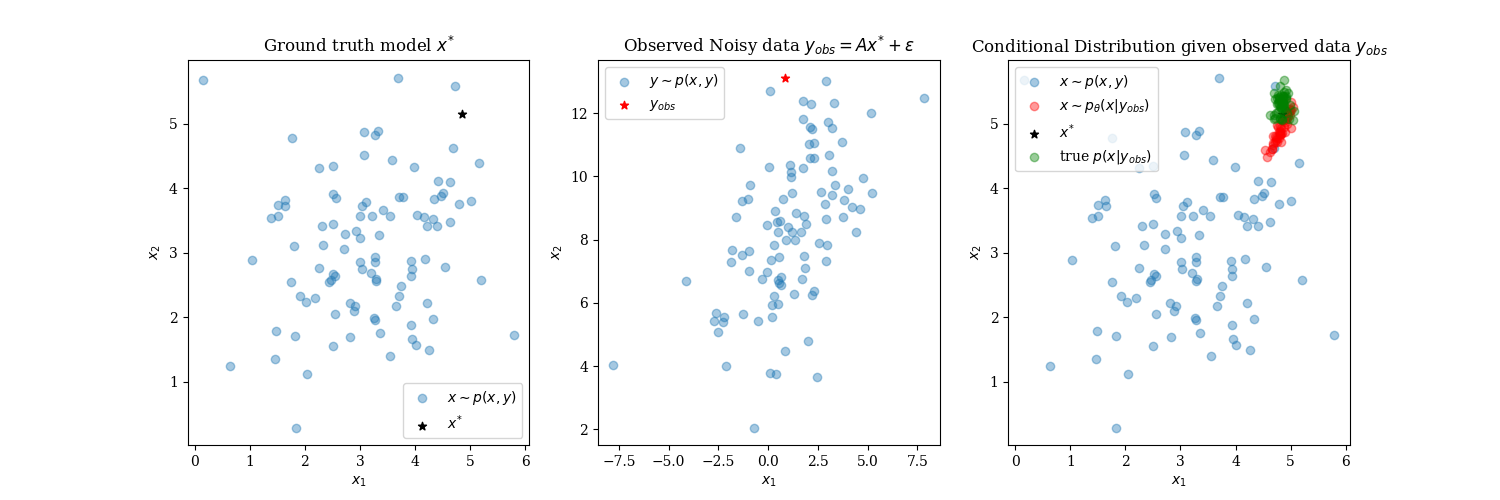 Ground truth model $x^*$
5
4
3
2
1
0 1 2 3 4 5 6
$x_1$
$x_2$
$x \sim p(x, y)$
$x^*$
Observed Noisy data $y_{obs} = Ax^* + \varepsilon$
12
10
8
6
4
2
−7.5 −5.0 −2.5 0.0 2.5 5.0 7.5
$x_1$
$x_2$
$y \sim p(x, y)$
$y_{obs}$
Conditional Distribution given observed data $y_{obs}$
5
4
3
2
1
0 1 2 3 4 5 6
$x_1$
$x_2$
$x \sim p(x, y)$
$x \sim p_\theta(x|y_{obs})$
$x^*$
true $p(x|y_{obs})$